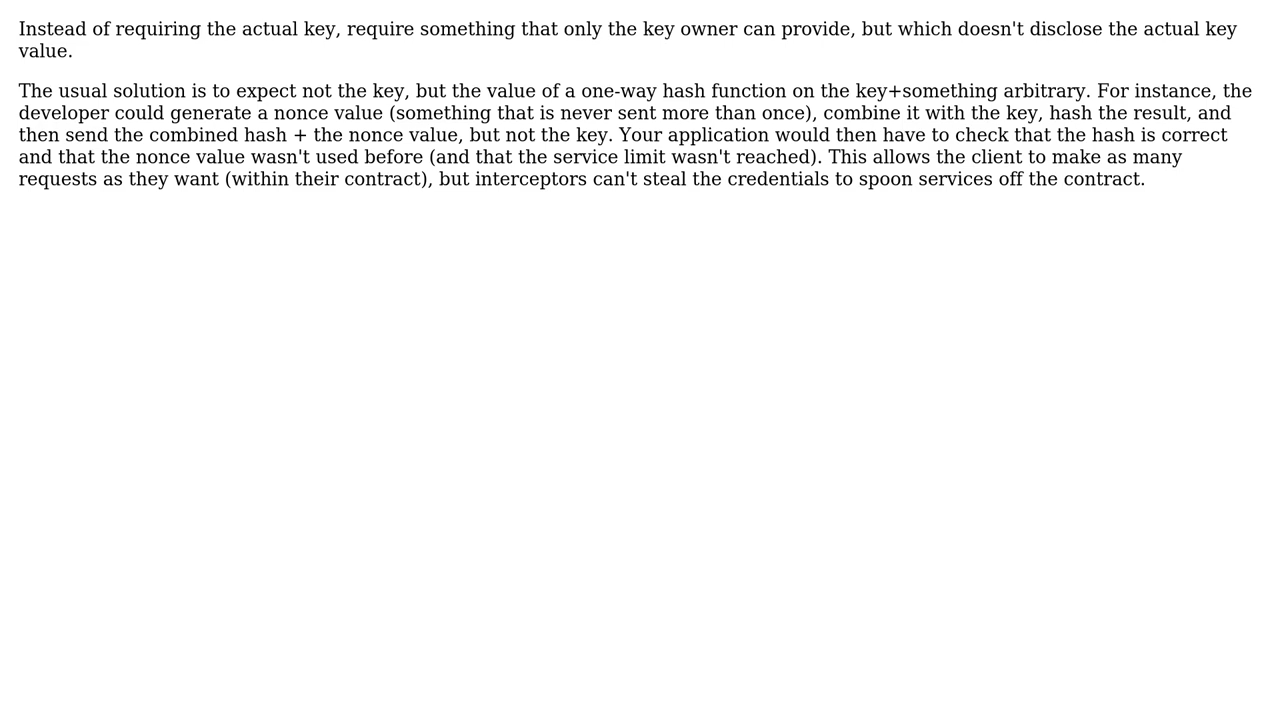 Instead of requiring the actual key, require something that only the key owner can provide, but which doesn't disclose the actual key
value.
The usual solution is to expect not the key, but the value of a one-way hash function on the key+something arbitrary. For instance, the
developer could generate a nonce value (something that is never sent more than once), combine it with the key, hash the result, and
then send the combined hash + the nonce value, but not the key. Your application would then have to check that the hash is correct
and that the nonce value wasn't used before (and that the service limit wasn't reached). This allows the client to make as many
requests as they want (within their contract), but interceptors can't steal the credentials to spoon services off the contract.